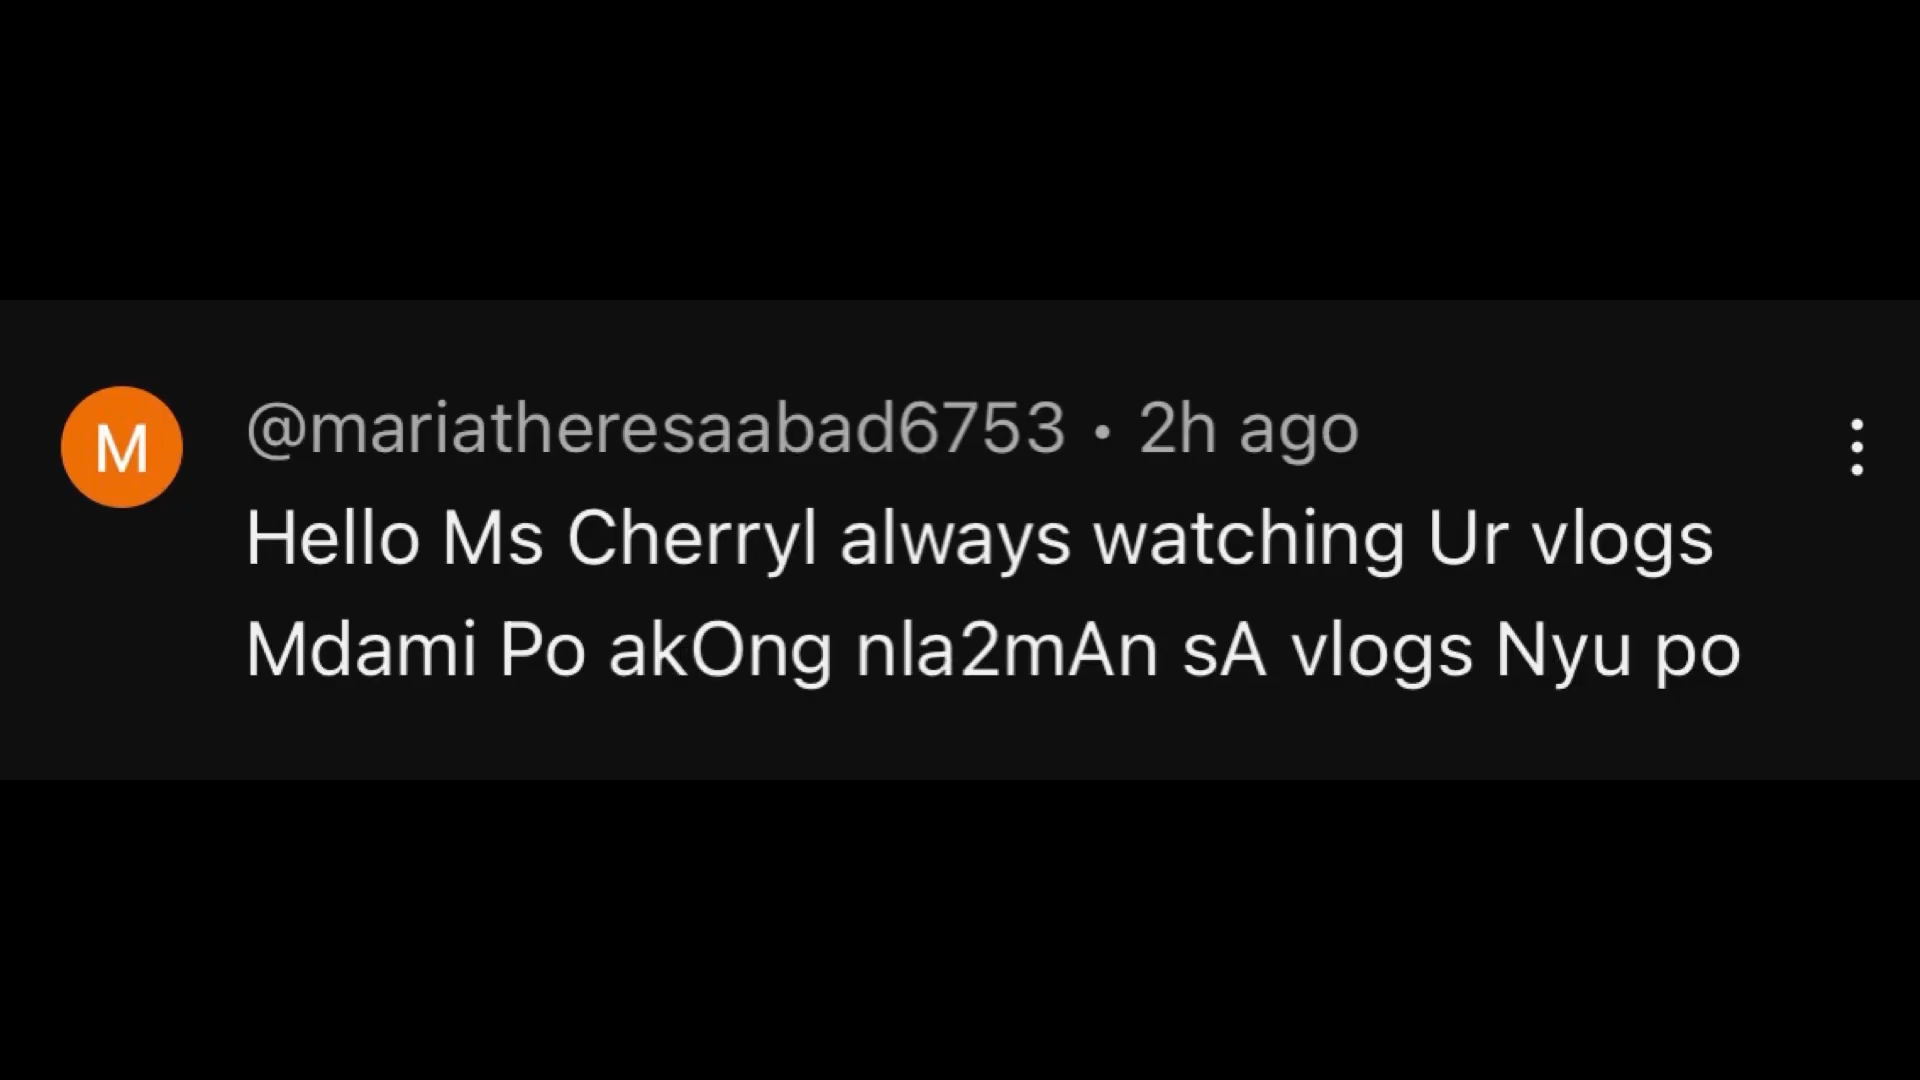 M
@mariatheresaabad6753 • 2h ago
Hello Ms Cherryl always watching Ur vlogs
Mdami Po akOng nla2mAn sA vlogs Nyu po